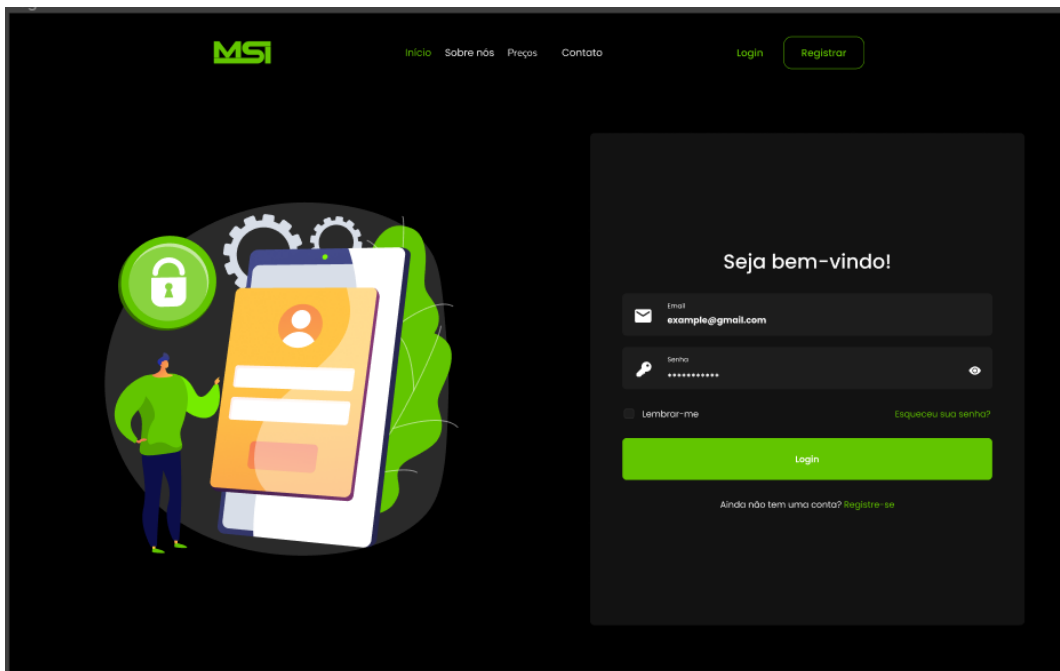 MSI
Início Sobre nós Preços Contato Login Registrar
Seja bem-vindo!
Email
example@gmail.com
Senha
***********
Lembrar-me Esqueceu sua senha?
Login
Ainda não tem uma conta? Registre-se